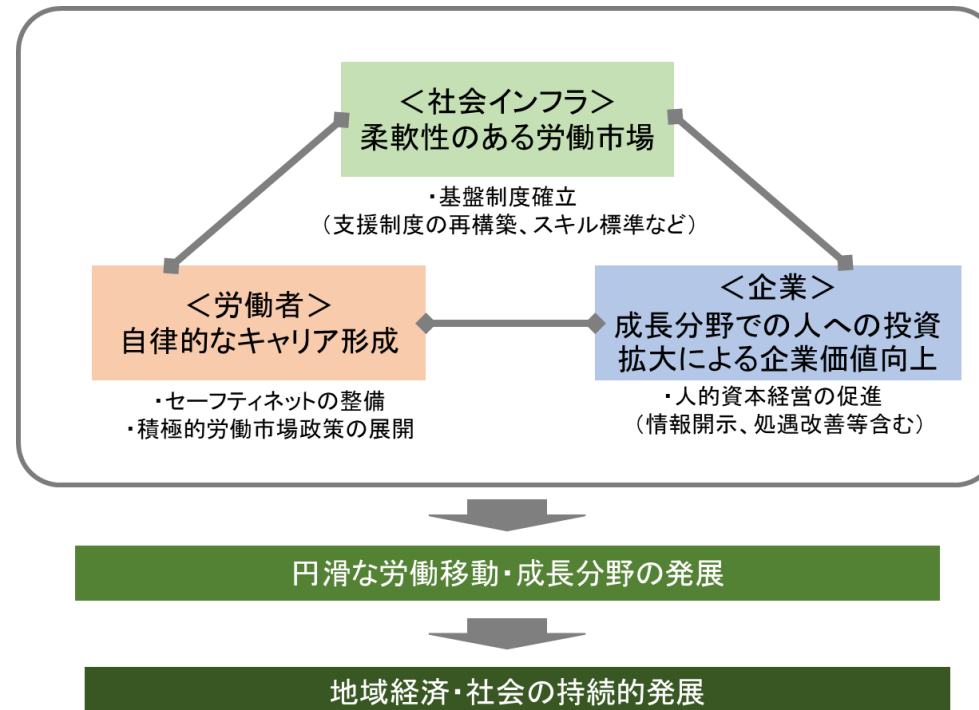 <社会インフラ>
柔軟性のある労働市場
・基盤制度確立
（支援制度の再構築、スキル標準など）
<労働者>
自律的なキャリア形成
・セーフティネットの整備
・積極的労働市場政策の展開
<企業>
成長分野での人への投資
拡大による企業価値向上
・人的資本経営の促進
（情報開示、処遇改善等含む）
円滑な労働移動・成長分野の発展
地域経済・社会の持続的発展